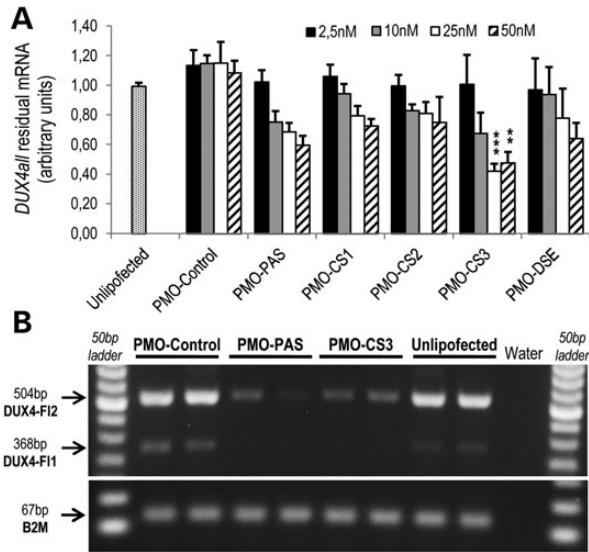 A
2,5nM 10nM 25nM 50nM
DUX4all residual mRNA
(arbitrary units)
1,40
1,20
1,00
0,80
0,60
0,40
0,20
0,00
***
**
Unlipofected
PMO-Control
PMO-PAS
PMO-CS1
PMO-CS2
PMO-CS3
PMO-DSE
B
50bp
ladder
PMO-Control PMO-PAS PMO-CS3 Unlipofected Water
50bp
ladder
504bp
DUX4-Fl2
368bp
DUX4-Fl1
67bp
B2M